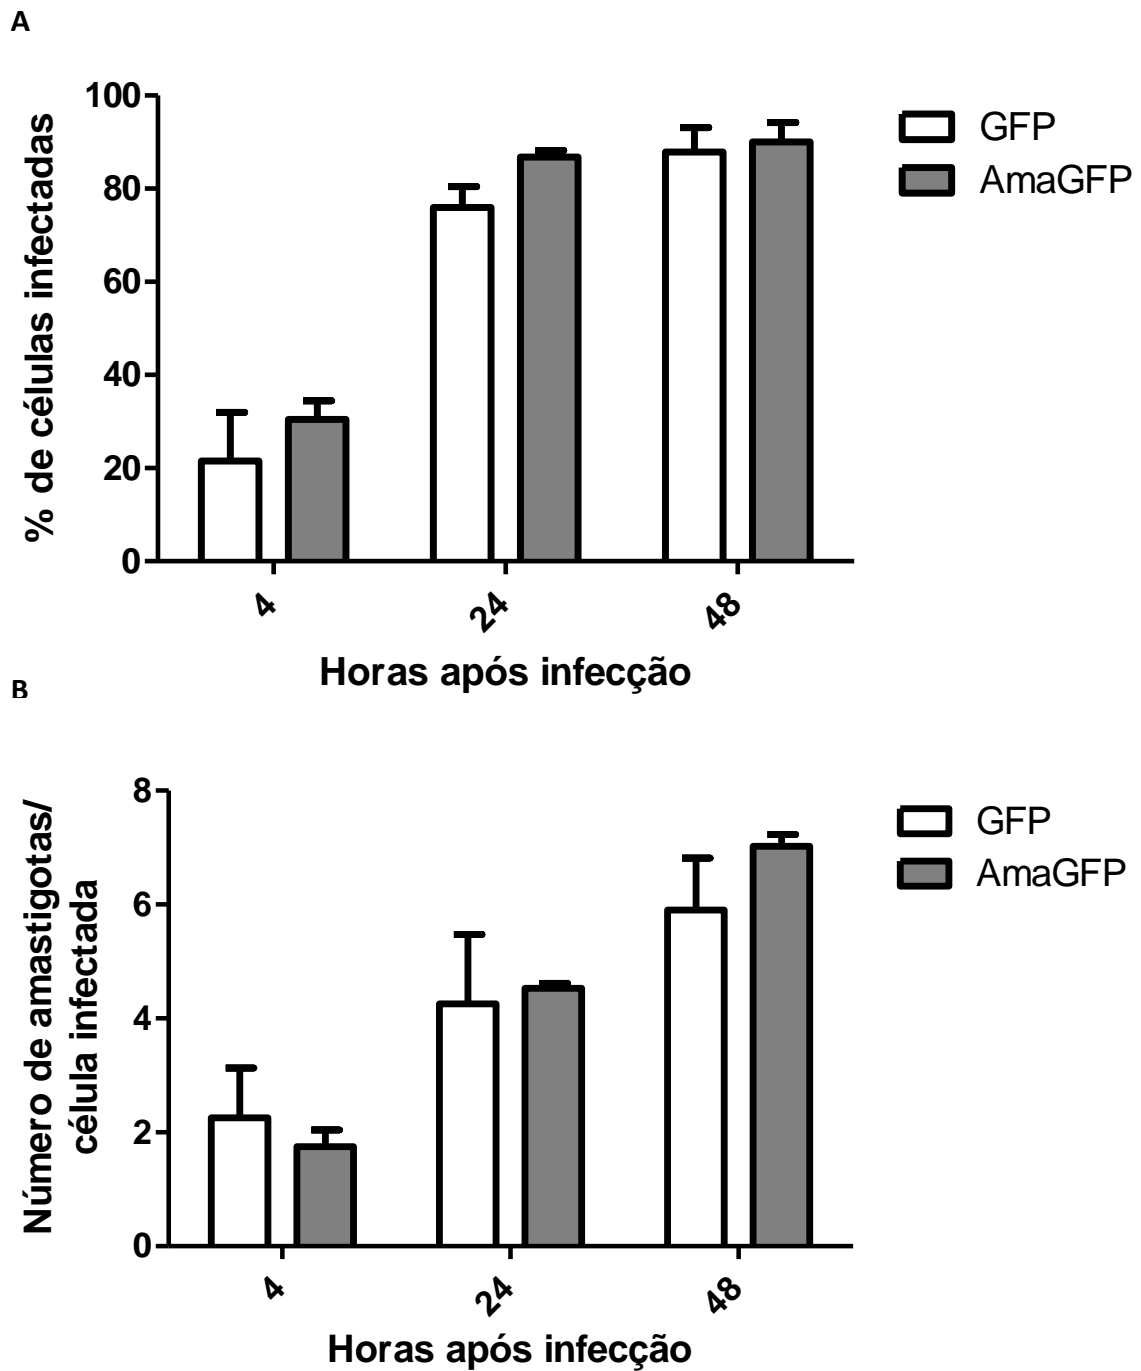 A
100
80
60
40
20
0
% de células infectadas
4
24
48
Horas após infecção
GFP
AmaGFP
B
8
6
4
2
0
Número de amastigotas/
célula infectada
4
24
48
Horas após infecção
GFP
AmaGFP